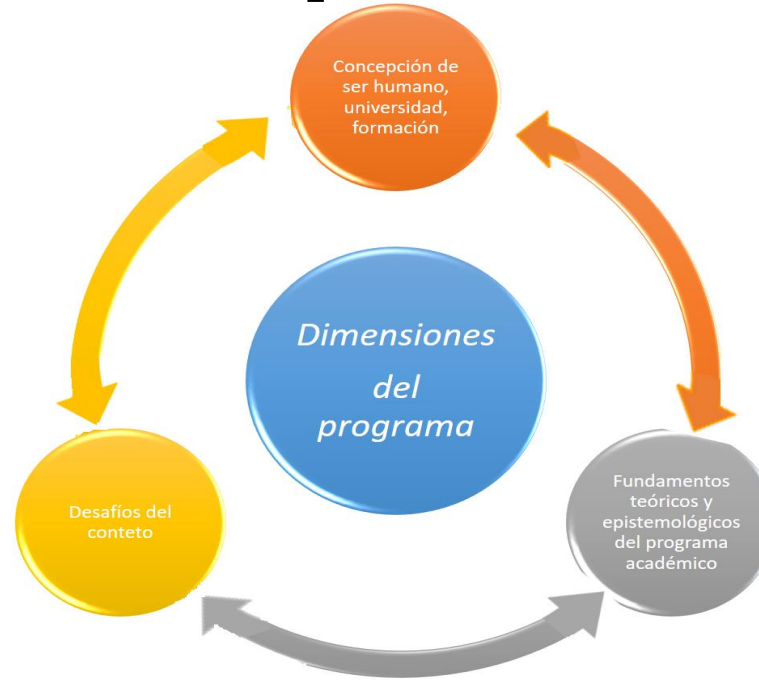 Concepción de
ser humano,
universidad,
formación
Dimensiones
del
programa
Desafíos del
conteto
Fundamentos
teóricos y
epistemológicos
del programa
académico